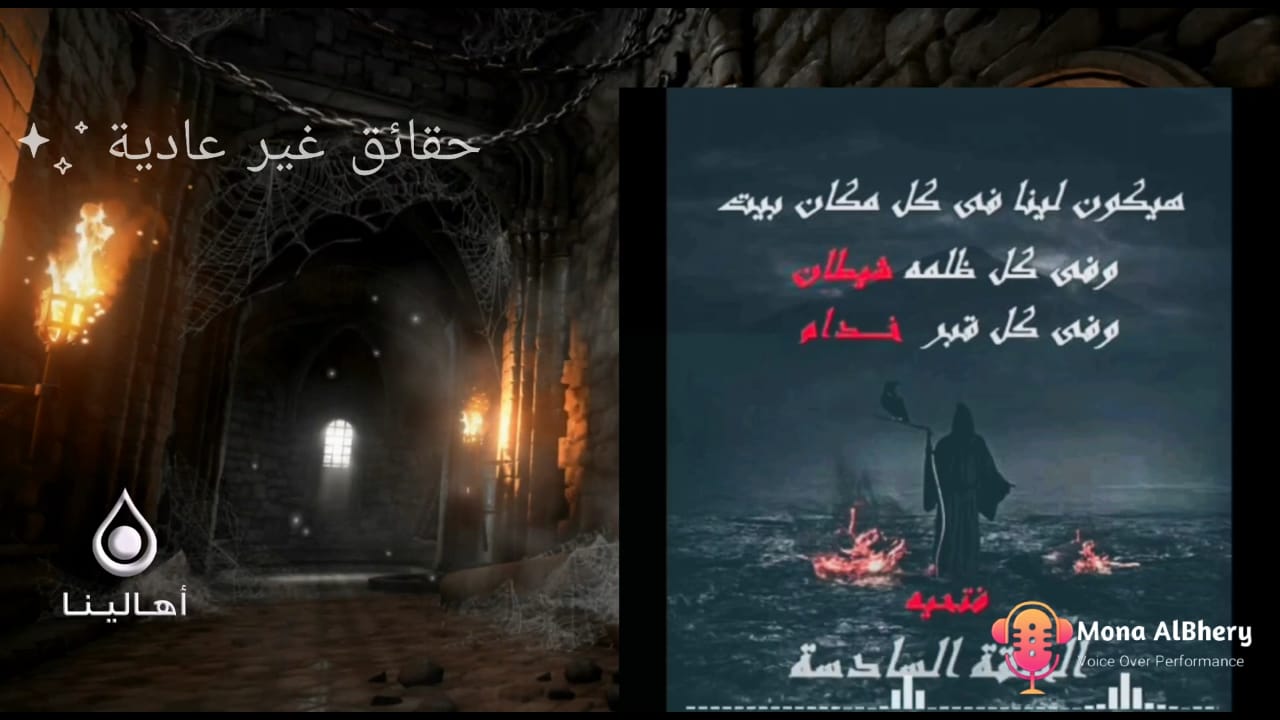 حقائق غير عادية
هيكون لينا فى كل مكان بيت
وفى كل ظلمه شيطان
وفى كل قبر خدام
أهالينا
فتحيه
السادسة
Mona AlBhery
Voice Over Performance